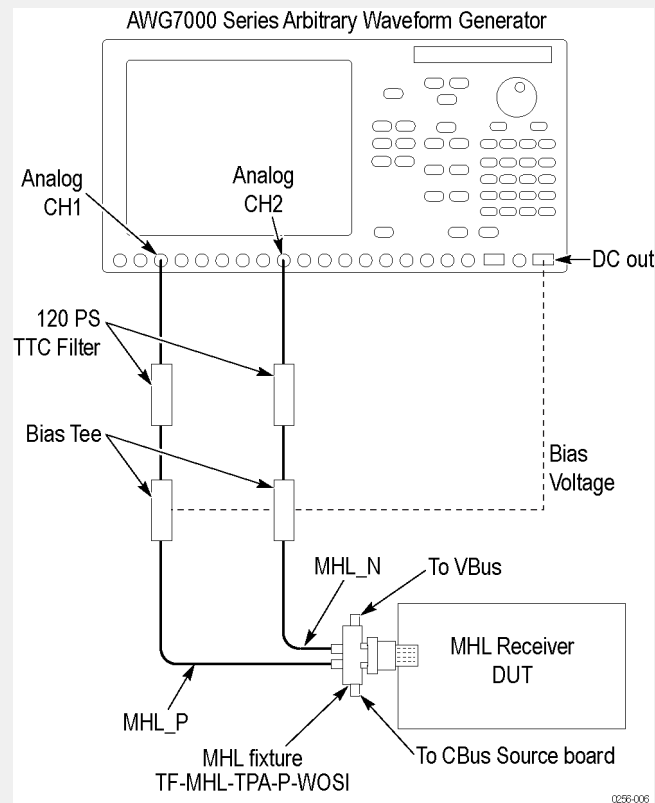 AWG7000 Series Arbitrary Waveform Generator
Analog
CH1
Analog
CH2
DC out
120 PS
TTC Filter
Bias Tee
Bias
Voltage
MHL_N
To VBus
MHL Receiver
DUT
MHL_P
MHL fixture
TF-MHL-TPA-P-WOSI
To CBus Source board
0256-006